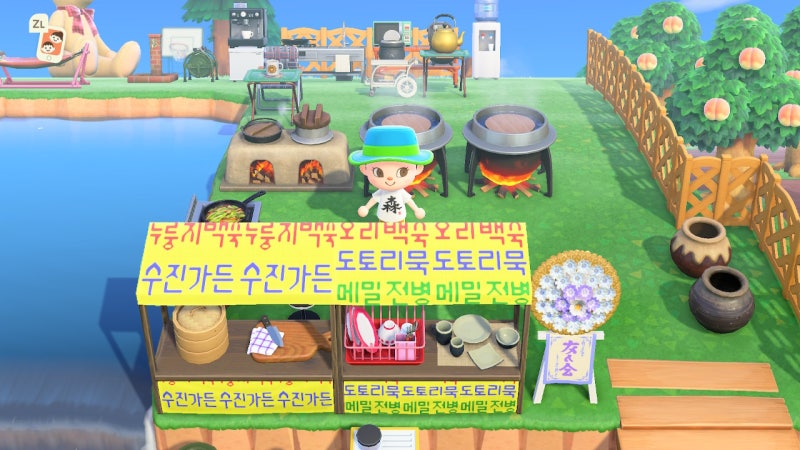 ZL
누룽지백숙 누룽지백숙 오리백숙 오리백숙
수진가든 수진가든 도토리묵 도토리묵
메밀전병 메밀전병
森
수진가든 수진가든 수진가든 도토리묵 도토리묵 도토리묵
메밀전병 메밀전병 메밀전병